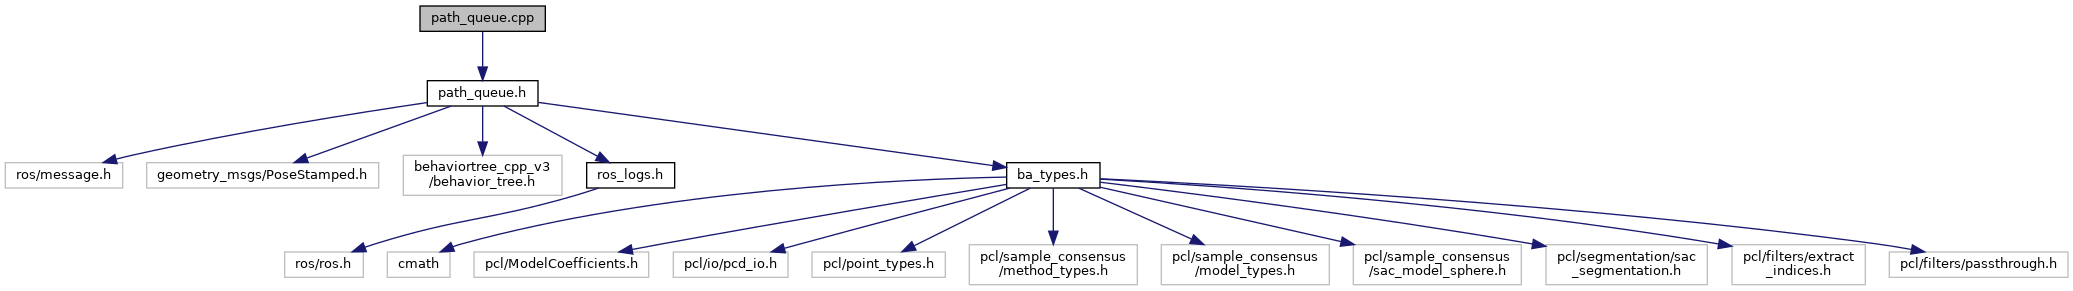 path_queue.cpp
path_queue.h
ros/message.h
geometry_msgs/PoseStamped.h
behaviortree_cpp_v3
/behavior_tree.h
ros_logs.h
ba_types.h
ros/ros.h
cmath
pcl/ModelCoefficients.h
pcl/io/pcd_io.h
pcl/point_types.h
pcl/sample_consensus
/method_types.h
pcl/sample_consensus
/model_types.h
pcl/sample_consensus
/sac_model_sphere.h
pcl/segmentation/sac
_segmentation.h
pcl/filters/extract
_indices.h
pcl/filters/passthrough.h